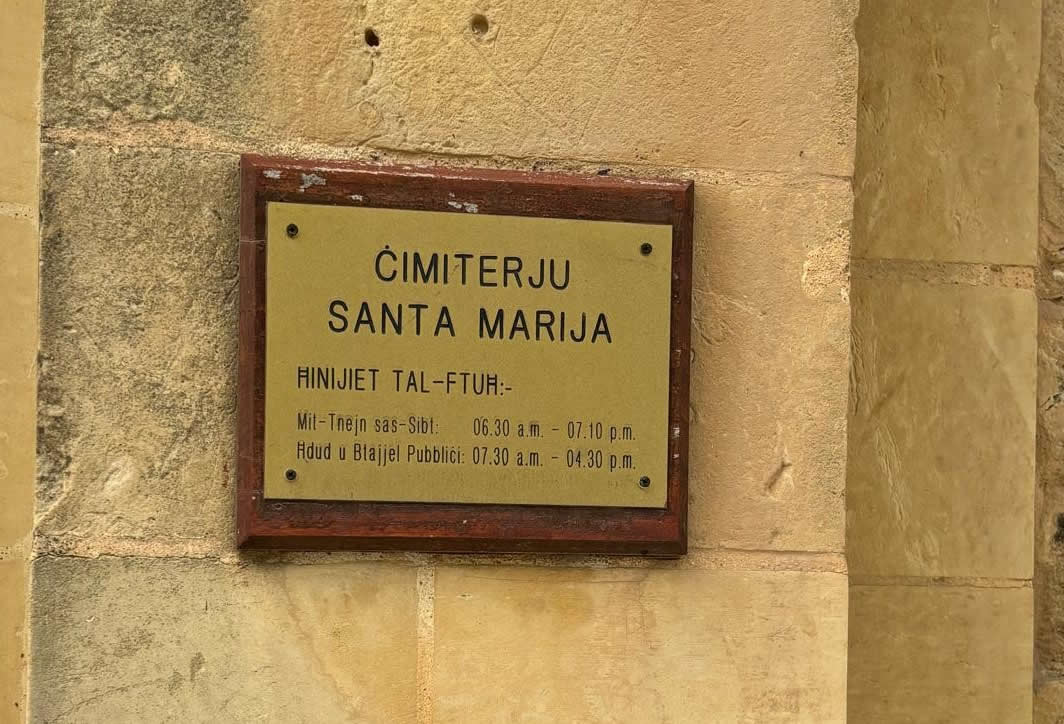 ĊIMITERJU
SANTA MARIJA
ĦINIJIET TAL-FTUĦ:-
Mit-Tnejn sas-Sibt: 06.30 a.m. - 07.10 p.m.
Ħdud u Btajjel Pubbliċi: 07.30 a.m. - 04.30 p.m.